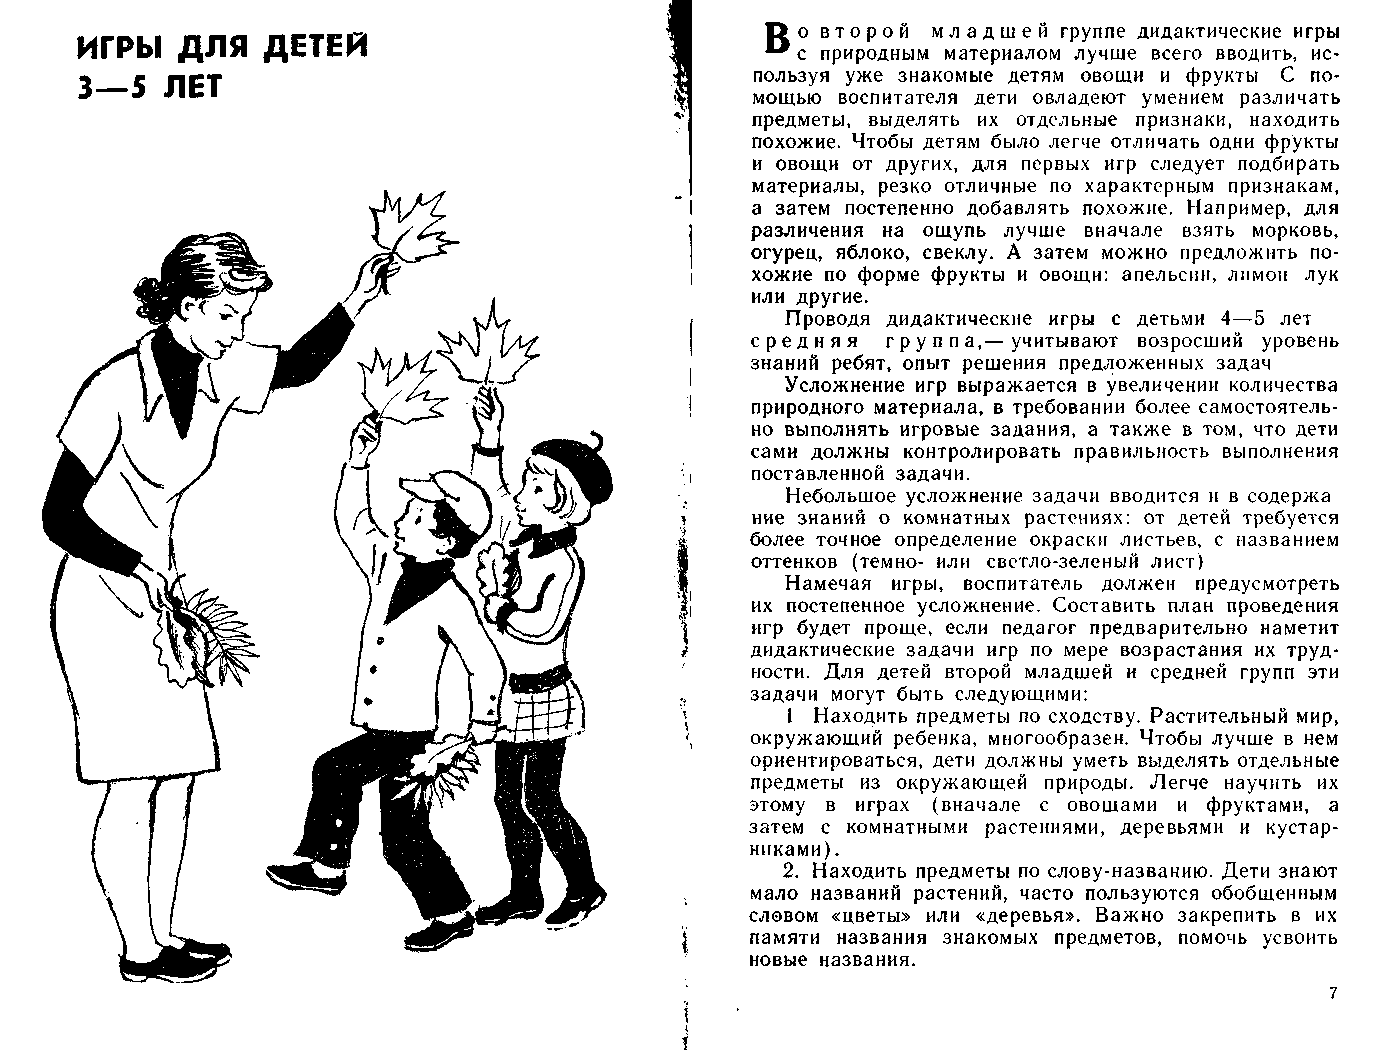 ИГРЫ ДЛЯ ДЕТЕЙ
3—5 ЛЕТ
Во второй младшей группе дидактические игры
с природным материалом лучше всего вводить, ис-
пользуя уже знакомые детям овощи и фрукты С по-
мощью воспитателя дети овладеют умением различать
предметы, выделять их отдельные признаки, находить
похожие. Чтобы детям было легче отличать одни фрукты
и овощи от других, для первых игр следует подбирать
материалы, резко отличные по характерным признакам,
а затем постепенно добавлять похожие. Например, для
различения на ощупь лучше вначале взять морковь,
огурец, яблоко, свеклу. А затем можно предложить по-
хожие по форме фрукты и овощи: апельсин, лимон лук
или другие.
Проводя дидактические игры с детьми 4—5 лет
средняя группа,— учитывают возросший уровень
знаний ребят, опыт решения предложенных задач
Усложнение игр выражается в увеличении количества
природного материала, в требовании более самостоятель-
но выполнять игровые задания, а также в том, что дети
сами должны контролировать правильность выполнения
поставленной задачи.
Небольшое усложнение задачи вводится и в содержа
ние знаний о комнатных растениях: от детей требуется
более точное определение окраски листьев, с названием
оттенков (темно- или светло-зеленый лист)
Намечая игры, воспитатель должен предусмотреть
их постепенное усложнение. Составить план проведения
игр будет проще, если педагог предварительно наметит
дидактические задачи игр по мере возрастания их труд-
ности. Для детей второй младшей и средней групп эти
задачи могут быть следующими:
1 Находить предметы по сходству. Растительный мир,
окружающий ребенка, многообразен. Чтобы лучше в нем
ориентироваться, дети должны уметь выделять отдельные
предметы из окружающей природы. Легче научить их
этому в играх (вначале с овощами и фруктами, а
затем с комнатными растениями, деревьями и кустар-
никами).
2. Находить предметы по слову-названию. Дети знают
мало названий растений, часто пользуются обобщенным
словом «цветы» или «деревья». Важно закрепить в их
памяти названия знакомых предметов, помочь усвоить
новые названия.
7